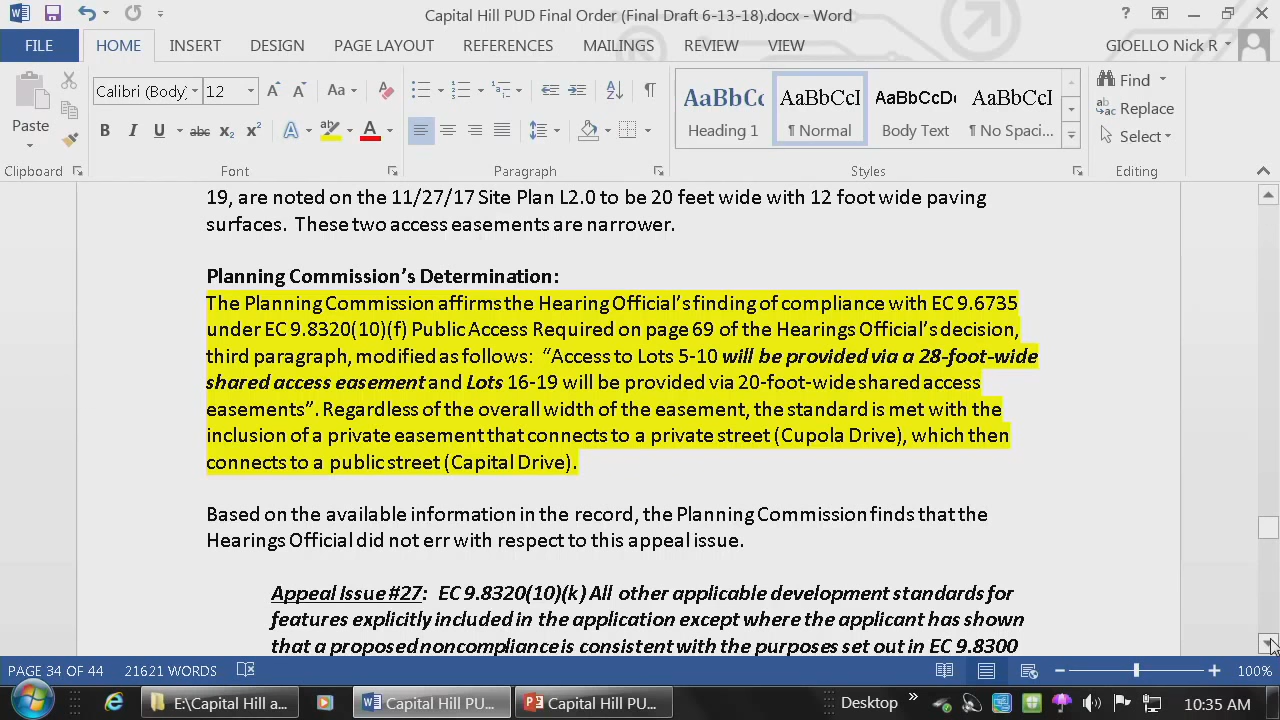 Capital Hill PUD Final Order (Final Draft 6-13-18).docx - Word
FILE HOME INSERT DESIGN PAGE LAYOUT REFERENCES MAILINGS REVIEW VIEW GIOELLO Nick R
Calibri (Body) 12
Paste
AaBbCc AaBbCcI AaBbCcDc AaBbCcI
Heading 1 ¶ Normal Body Text ¶ No Spaci...
Find
Replace
Select
Clipboard Font Paragraph Styles Editing
19, are noted on the 11/27/17 Site Plan L2.0 to be 20 feet wide with 12 foot wide paving
surfaces. These two access easements are narrower.
Planning Commission’s Determination:
The Planning Commission affirms the Hearing Official’s finding of compliance with EC 9.6735
under EC 9.8320(10)(f) Public Access Required on page 69 of the Hearings Official’s decision,
third paragraph, modified as follows: “Access to Lots 5-10 will be provided via a 28-foot-wide
shared access easement and Lots 16-19 will be provided via 20-foot-wide shared access
easements”. Regardless of the overall width of the easement, the standard is met with the
inclusion of a private easement that connects to a private street (Cupola Drive), which then
connects to a public street (Capital Drive).
Based on the available information in the record, the Planning Commission finds that the
Hearings Official did not err with respect to this appeal issue.
Appeal Issue #27: EC 9.8320(10)(k) All other applicable development standards for
features explicitly included in the application except where the applicant has shown
that a proposed noncompliance is consistent with the purposes set out in EC 9.8300
PAGE 34 OF 44 21621 WORDS 100%
E:\Capital Hill a... Capital Hill PU... Capital Hill PU... Desktop 10:35 AM